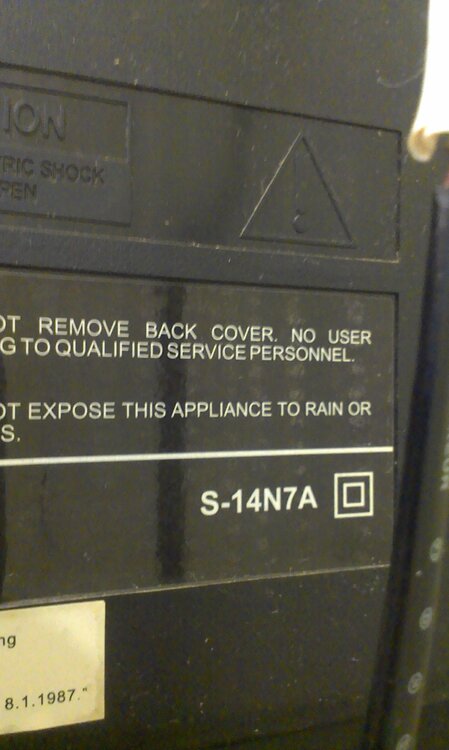 ION
RIC SHOCK
PEN
OT REMOVE BACK COVER. NO USER
G TO QUALIFIED SERVICE PERSONNEL.
OT EXPOSE THIS APPLIANCE TO RAIN OR
S.
S-14N7A
ng
8.1.1987."